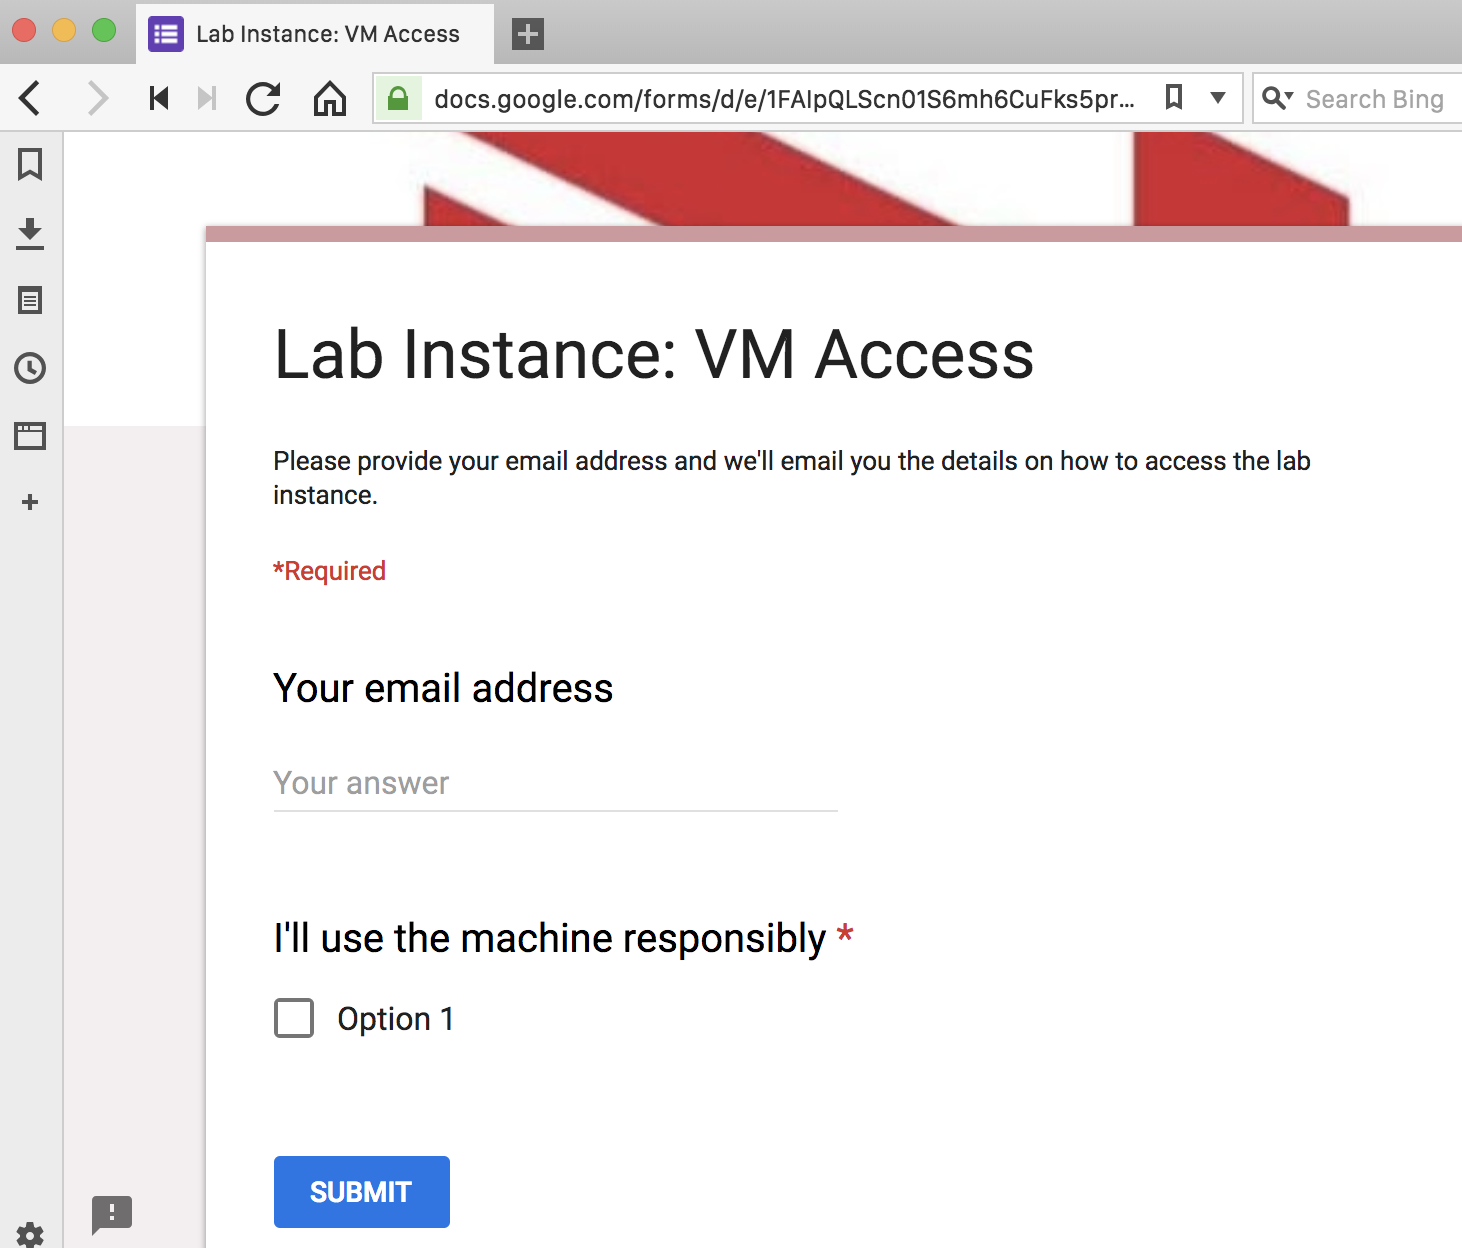 Lab Instance: VM Access
docs.google.com/forms/d/e/1FAIpQLScn01S6mh6CuFks5pr...
Search Bing
Lab Instance: VM Access
Please provide your email address and we'll email you the details on how to access the lab
instance.
*Required
Your email address
Your answer
I'll use the machine responsibly *
Option 1
SUBMIT